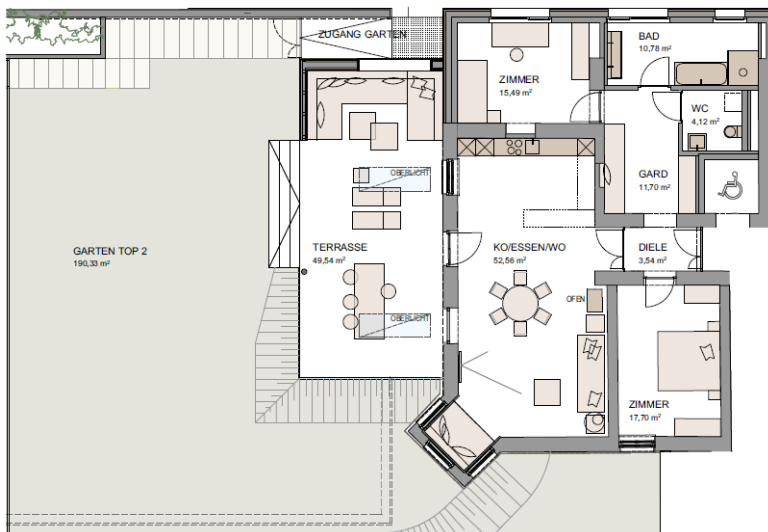 ZUGANG GARTEN
BAD
10,78 m²
ZIMMER
15,49 m²
WC
4,12 m²
OBERLICHT
GARD
11,70 m²
GARTEN TOP 2
190,33 m²
TERRASSE
49,54 m²
KO/ESSEN/WO
52,56 m²
DIELE
3,54 m²
OFEN
OBERLICHT
ZIMMER
17,70 m²